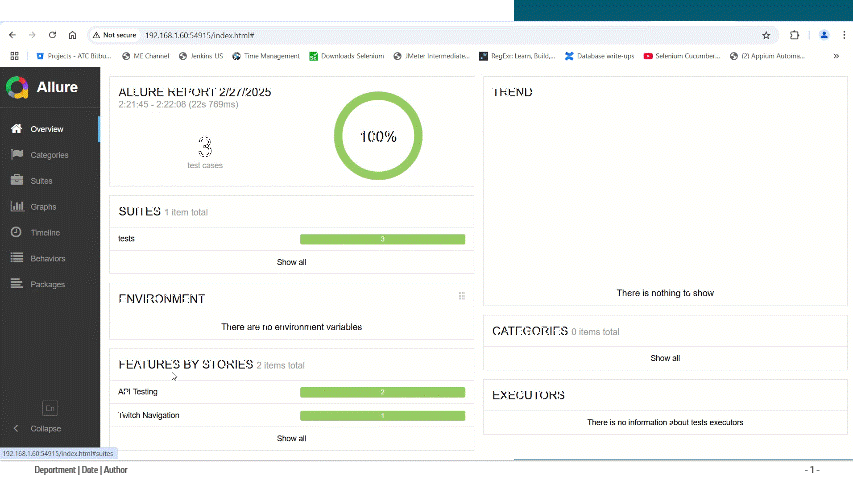 Not secure
192.168.1.60:54915/index.html#
Projects - ATC Bitbu...
ME Channel
Jenkins US
Time Management
Downloads Selenium
JMeter Intermediate...
RegExr: Learn, Build,...
Database write-ups
Selenium Cucumber...
(2) Appium Automa...
Allure
Overview
Categories
Suites
Graphs
Timeline
Behaviors
Packages
En
Collapse
ALLURE REPORT 2/27/2025
2:21:45 - 2:22:08 (22s 769ms)
3
test cases
100%
SUITES 1 item total
tests
3
Show all
ENVIRONMENT
There are no environment variables
FEATURES BY STORIES 2 items total
API Testing
2
Twitch Navigation
1
Show all
TREND
There is nothing to show
CATEGORIES 0 items total
Show all
EXECUTORS
There is no information about tests executors
192.168.1.60:54915/index.html#suites
Department | Date | Author
- 1 -